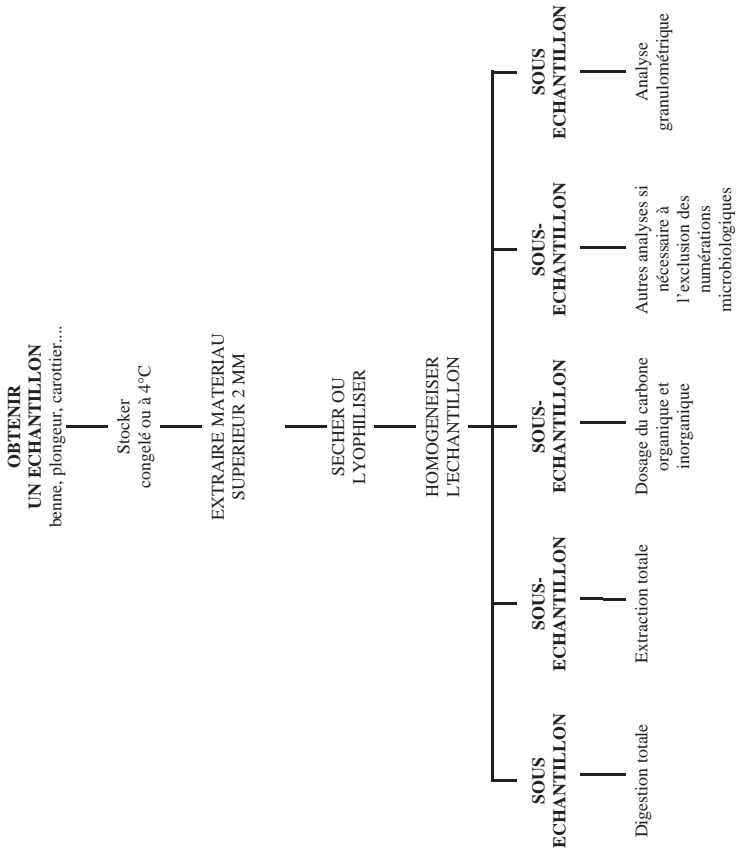 OBTENIR
UN ECHANTILLON
benne, plongeur, carottier....
Stocker
congelé ou à 4°C
EXTRAIRE MATERIAU
SUPERIEUR 2 MM
SECHER OU
LYOPHILISER
HOMOGENEISER
L'ECHANTILLON
SOUS
ECHANTILLON
Digestion totale
SOUS-
ECHANTILLON
Extraction totale
SOUS-
ECHANTILLON
Dosage du carbone
organique et
inorganique
SOUS-
ECHANTILLON
Autres analyses si
nécessaire à
l’exclusion des
numérations
microbiologiques
SOUS
ECHANTILLON
Analyse
granulométrique